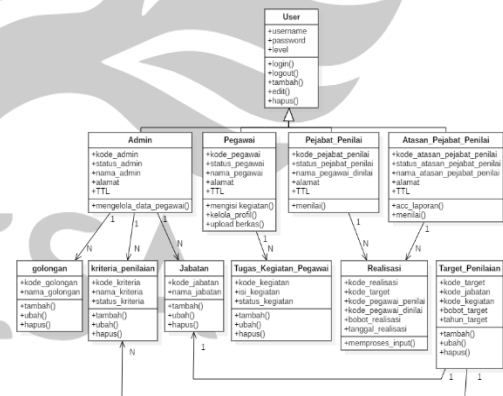 User
+username
+password
+level
+login()
+logout()
+tambah()
+edit()
+hapus()
Admin
+kode_admin
+status_admin
+nama_admin
+alamat
+TTL
+mengelola_data_pegawai()
Pegawai
+kode_pegawai
+status_pegawai
+nama_pegawai
+alamat
+TTL
+mengisi kegiatan()
+kelola_profil()
+upload berkas()
Pejabat_Penilai
+kode_pejabat_penilai
+status_pejabat_penilai
+nama_pegawai_dinilai
+alamat
+TTL
+menilai()
Atasan_Pejabat_Penilai
+kode_atasan_pejabat_penilai
+status_atasan_pejabat_penilai
+nama_atasan_pejabat_penilai
+alamat
+TTL
+acc_laporan()
+menilai()
1
1
1
1
1
1
N
N
N
N
N
N
golongan
+kode_golongan
+nama_golongan
+tambah()
+ubah()
+hapus()
kriteria_penilaian
+kode_kriteria
+nama_kriteria
+status_kriteria
+tambah()
+ubah()
+hapus()
Jabatan
+kode_jabatan
+nama_jabatan
+tambah()
+ubah()
+hapus()
Tugas_Kegiatan_Pegawai
+kode_kegiatan
+isi_kegiatan
+status_kegiatan
+tambah()
+ubah()
+hapus()
Realisasi
+kode_realisasi
+kode_target
+kode_pegawai_penilai
+kode_pegawai_dinilai
+bobot_realisasi
+tanggal_realisasi
+memproses_input()
Target_Penilaian
+kode_target
+kode_jabatan
+kode_kegiatan
+bobot_target
+tahun_target
+tambah()
+ubah()
+hapus()
N
1
1
1